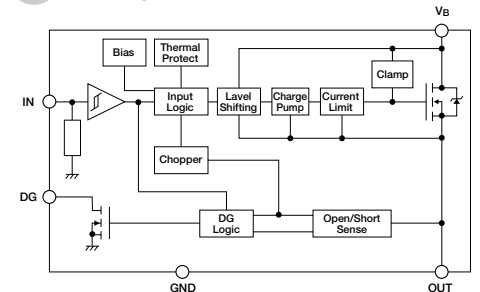 VB
Bias
Thermal
Protect
Clamp
IN
Input
Logic
Lavel
Shifting
Charge
Pump
Current
Limit
Chopper
DG
DG
Logic
Open/Short
Sense
GND
OUT